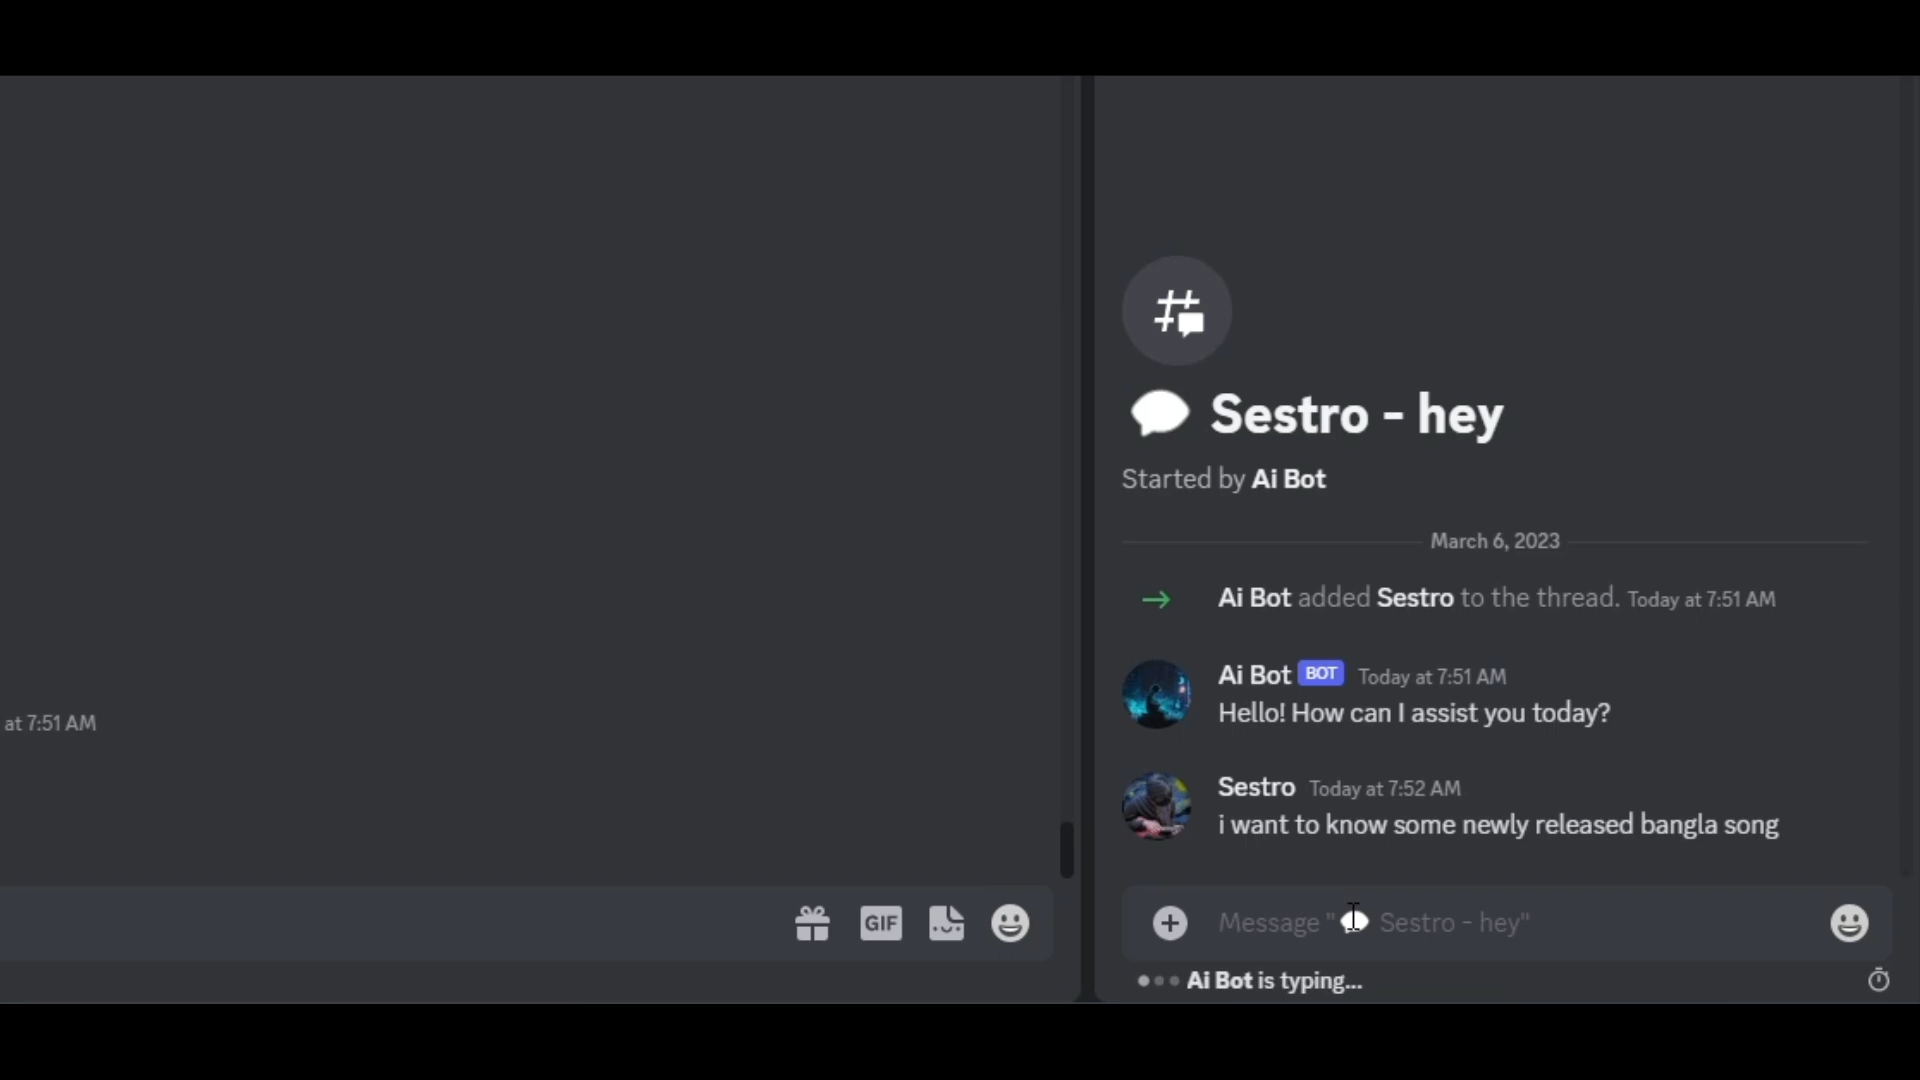 Sestro - hey
Started by Ai Bot
March 6, 2023
Ai Bot added Sestro to the thread. Today at 7:51 AM
Ai Bot BOT Today at 7:51 AM
Hello! How can I assist you today?
at 7:51 AM
Sestro Today at 7:52 AM
i want to know some newly released bangla song
GIF
Message " Sestro - hey"
Ai Bot is typing...